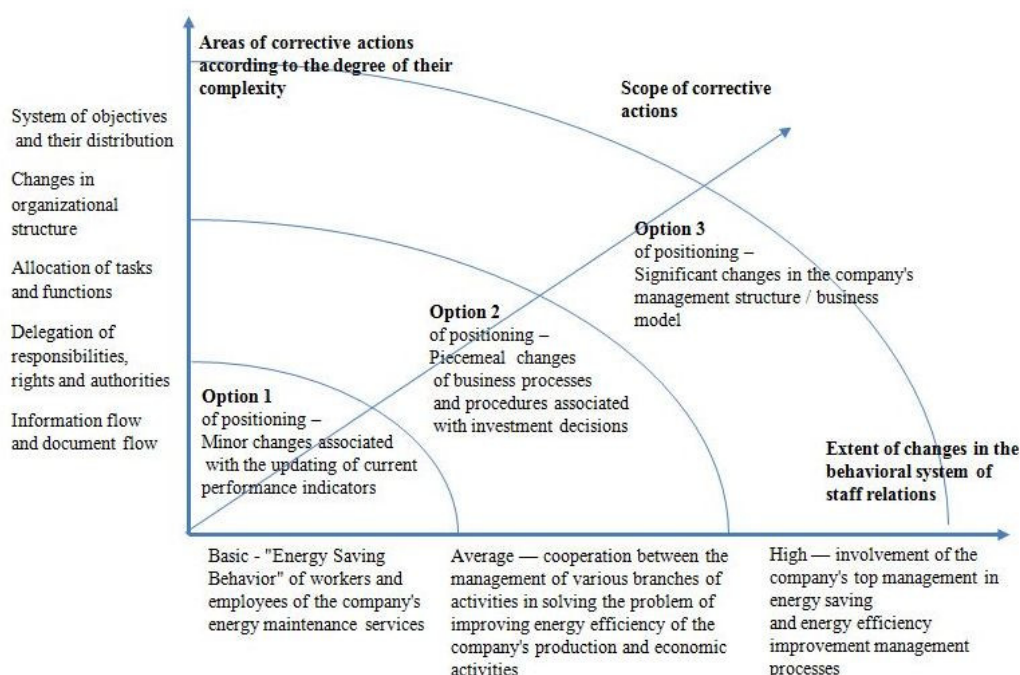 Areas of corrective actions
according to the degree of their
complexity
Scope of corrective
actions
System of objectives
and their distribution
Changes in
organizational
structure
Allocation of tasks
and functions
Delegation of
responsibilities,
rights and authorities
Information flow
and document flow
Option 1
of positioning –
Minor changes associated
with the updating of current
performance indicators
Option 2
of positioning –
Piecemeal changes
of business processes
and procedures associated
with investment decisions
Option 3
of positioning –
Significant changes in the company's
management structure / business
model
Extent of changes in the
behavioral system of
staff relations
Basic - "Energy Saving
Behavior" of workers and
employees of the company's
energy maintenance services
Average — cooperation between the
management of various branches of
activities in solving the problem of
improving energy efficiency of the
company's production and economic
activities
High — involvement of the
company's top management in
energy saving
and energy efficiency
improvement management
processes